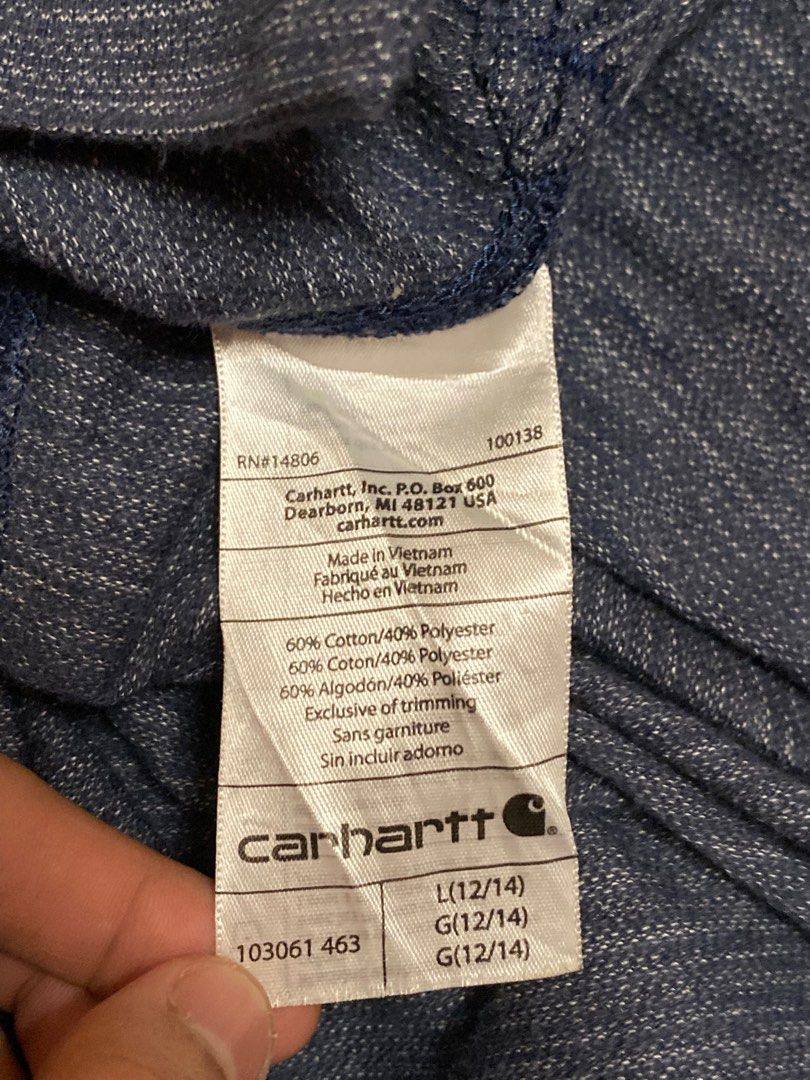 RN#14806 100138
Carhartt, Inc. P.O. Box 600
Dearborn, MI 48121 USA
carhartt.com
Made in Vietnam
Fabriqué au Vietnam
Hecho en Vietnam
60% Cotton/40% Polyester
60% Coton/40% Polyester
60% Algodón/40% Poliéster
Exclusive of trimming
Sans garniture
Sin incluir adorno
carhartt
103061 463
L(12/14)
G(12/14)
G(12/14)